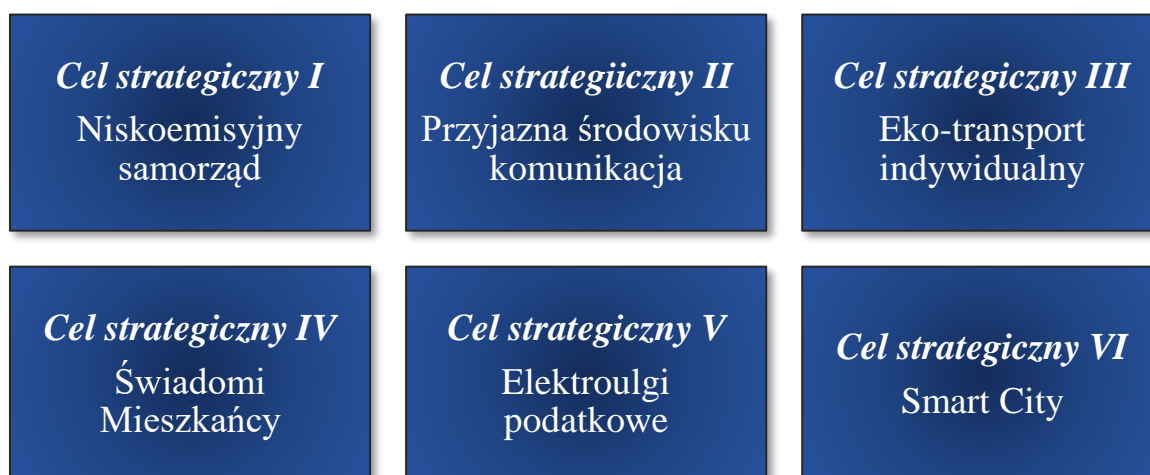 Cel strategiczny I
Niskoemisyjny
samorząd
Cel strategiiczny II
Przyjazna środowisku
komunikacja
Cel strategiczny III
Eko-transport
indywidualny
Cel strategiczny IV
Świadomi
Mieszkańcy
Cel strategiczny V
Elektroulgi
podatkowe
Cel strategiczny VI
Smart City